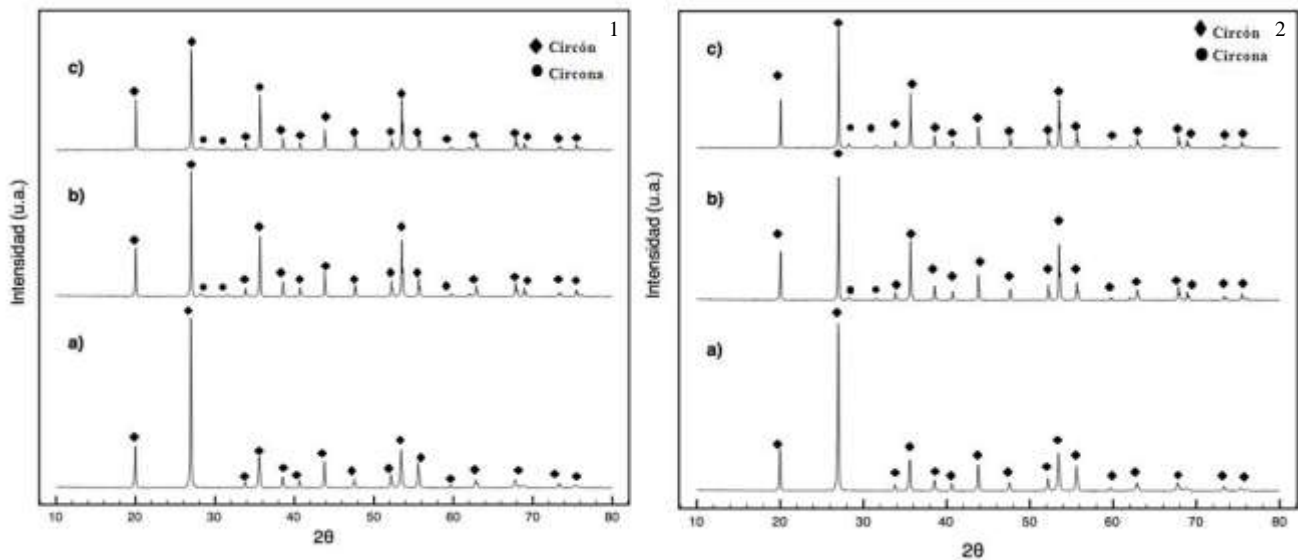 1
◆ Circón
● Circona
c)
b)
a)
Intensidad (u.a.)
10 20 30 40 50 60 70 80
2θ
2
◆ Circón
● Circona
c)
b)
a)
Intensidad (u.a.)
10 20 30 40 50 60 70 80
2θ